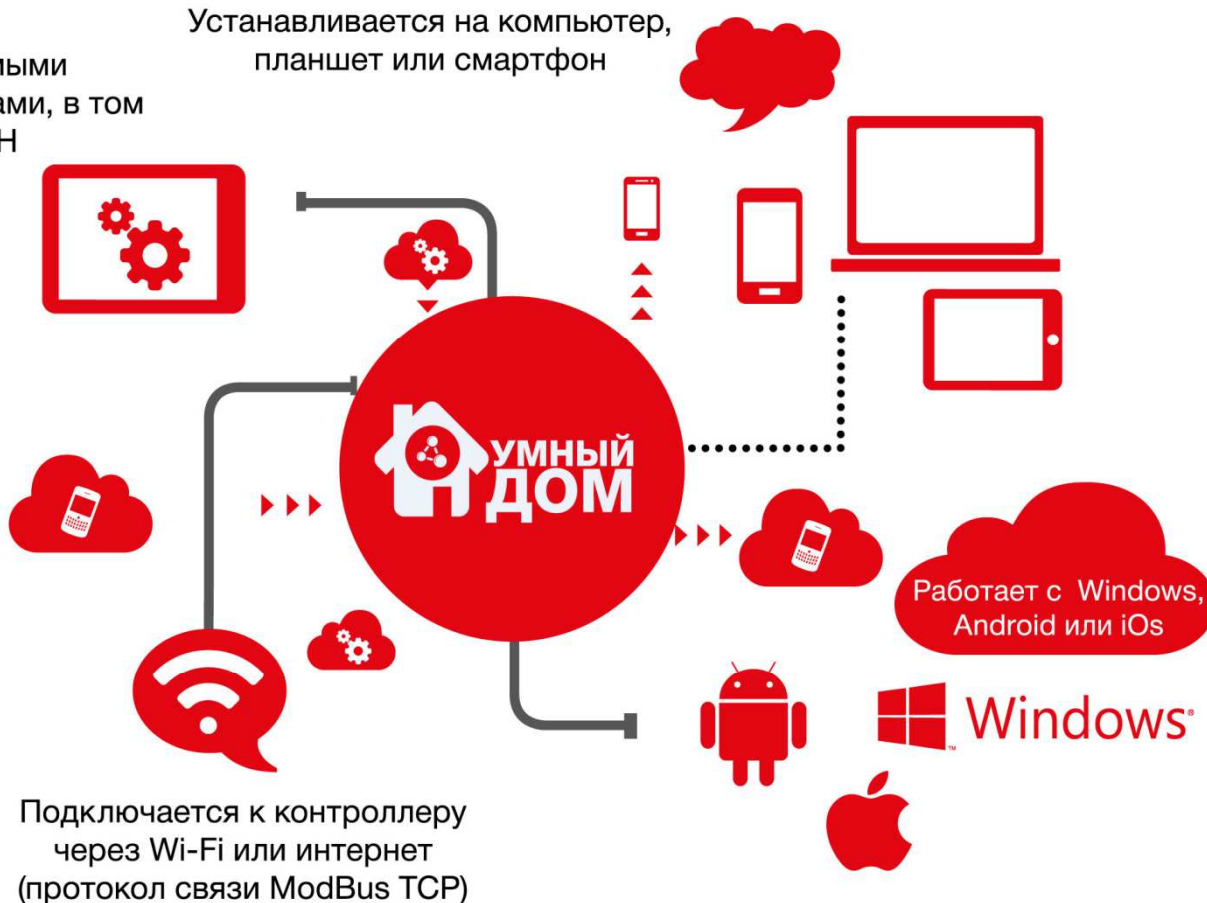 Устанавливается на компьютер,
планшет или смартфон
ами, в том
УМНЫЙ
ДОМ
Работает с Windows,
Android или iOs
Windows
Подключается к контроллеру
через Wi-Fi или интернет
(протокол связи ModBus TCP)